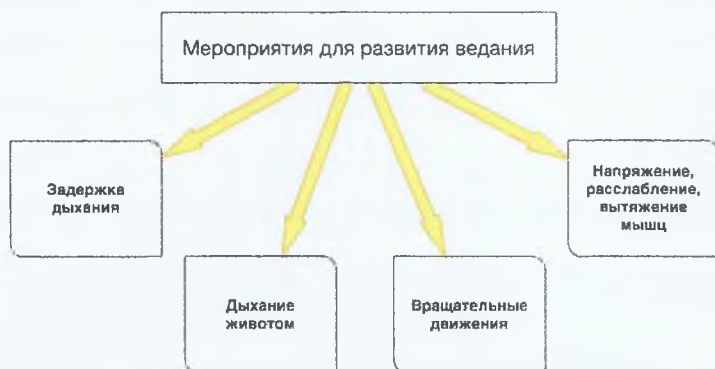 Мероприятия для развития ведания
Задержка
дыхания
Дыхание
животом
Вращательные
движения
Напряжение,
расслабление,
вытяжение
мышц